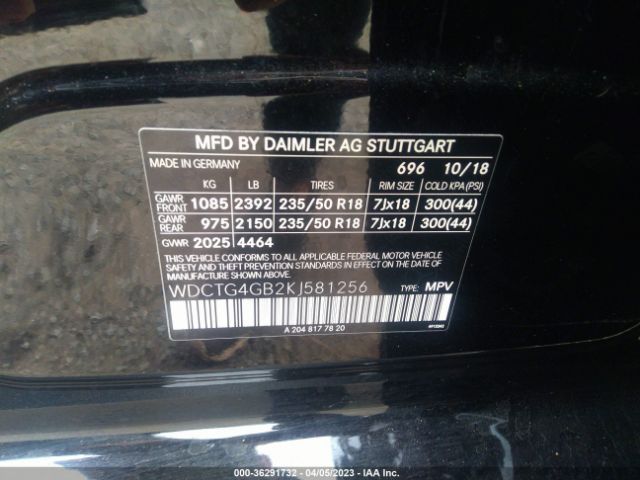 MFD BY DAIMLER AG STUTTGART
MADE IN GERMANY 696 10/18
KG LB TIRES RIM SIZE COLD KPA (PSI)
GAWR FRONT 1085 2392 235/50 R18 7Jx18 300(44)
GAWR REAR 975 2150 235/50 R18 7Jx18 300(44)
GVWR 2025 4464
THIS VEHICLE CONFORMS TO ALL APPLICABLE FEDERAL MOTOR VEHICLE
SAFETY AND THEFT PREVENTION STANDARDS IN EFFECT ON THE DATE
OF MANUFACTURE SHOWN ABOVE.
WDCTG4GB2KJ581256 TYPE: MPV
A 204 817 78 20
000-36291732 - 04/05/2023 - IAA Inc.